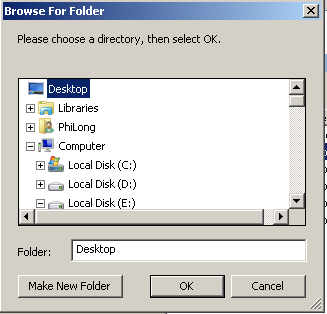 Browse For Folder
Please choose a directory, then select OK.
Desktop
Libraries
PhiLong
Computer
Local Disk (C:)
Local Disk (D:)
Local Disk (E:)
Folder: Desktop
Make New Folder OK Cancel